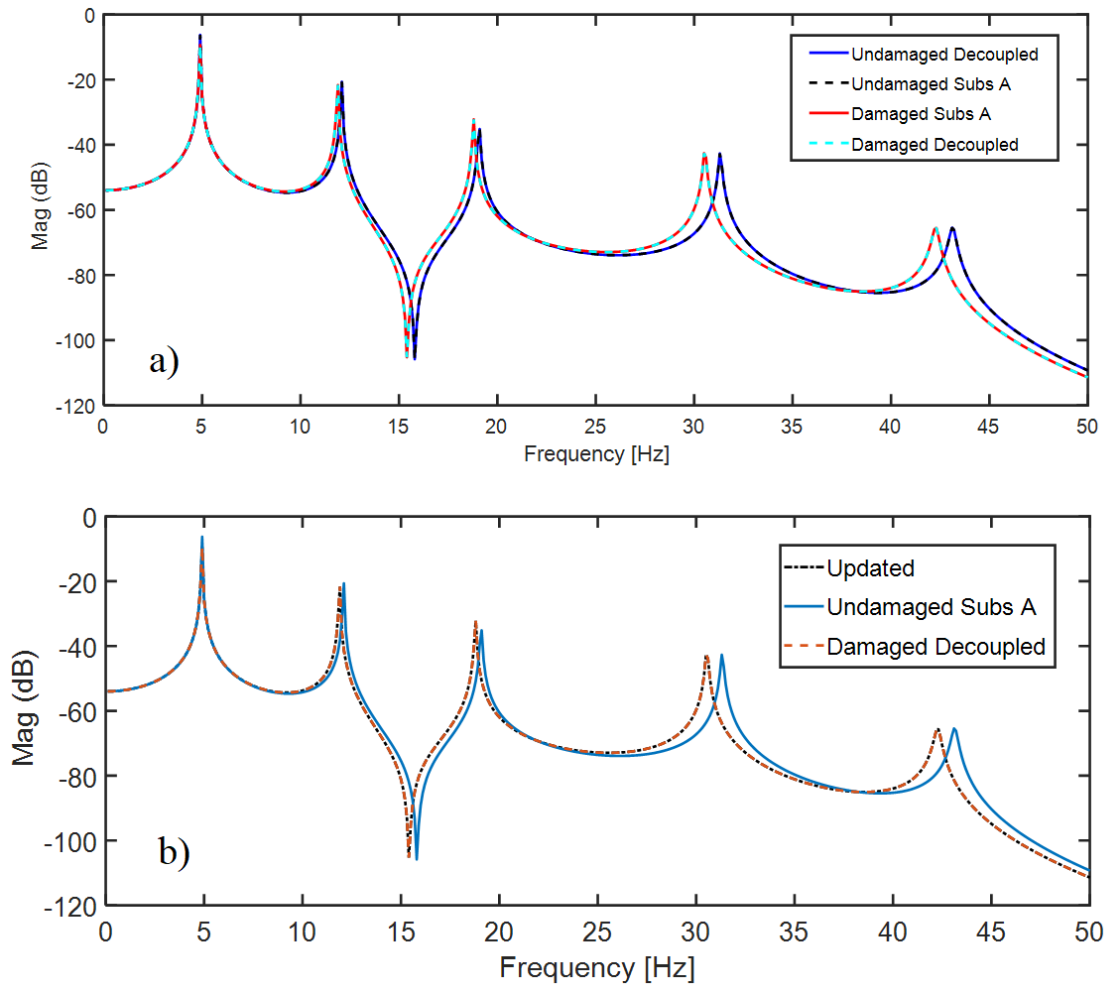 0
-20
-40
-60
-80
-100
-120
Mag (dB)
Undamaged Decoupled
Undamaged Subs A
Damaged Subs A
Damaged Decoupled
a)
0 5 10 15 20 25 30 35 40 45 50
Frequency [Hz]
0
-20
-40
-60
-80
-100
-120
Mag (dB)
Updated
Undamaged Subs A
Damaged Decoupled
b)
0 5 10 15 20 25 30 35 40 45 50
Frequency [Hz]